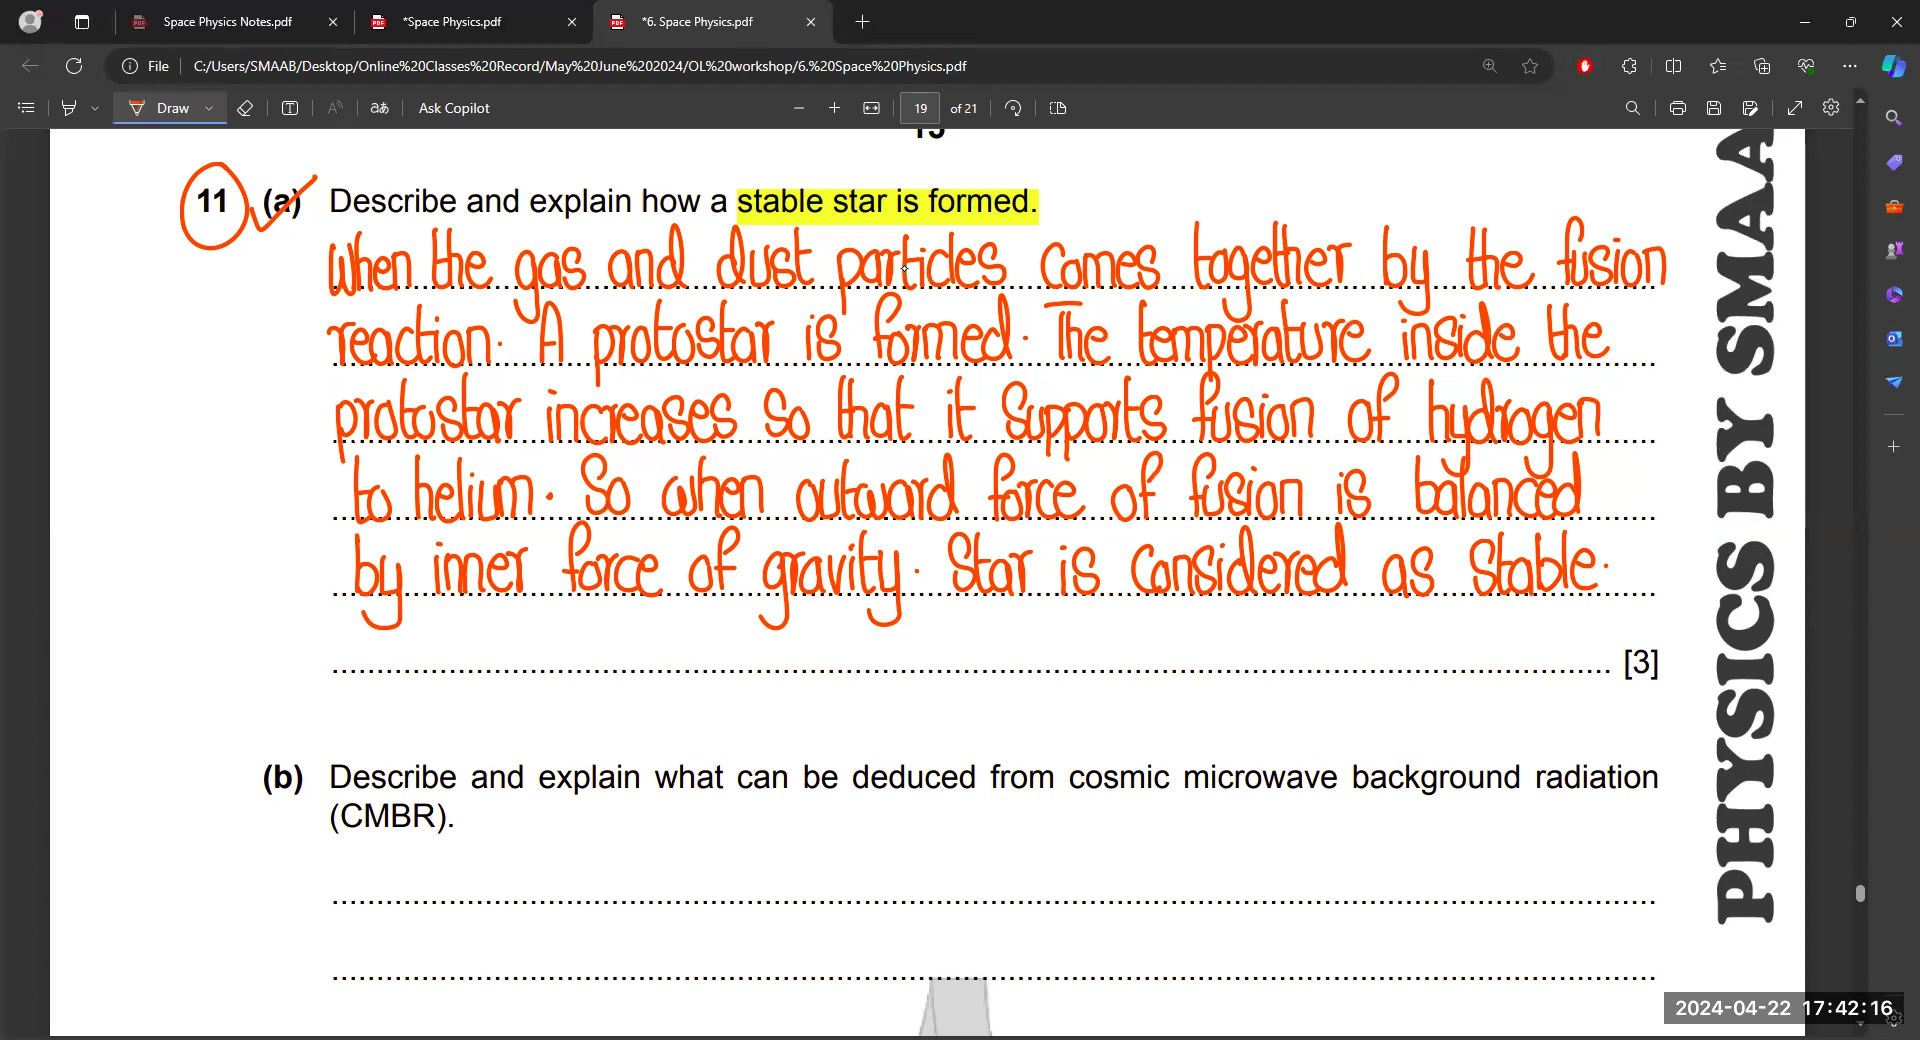 Space Physics Notes.pdf
*Space Physics.pdf
*6. Space Physics.pdf
File
C:/Users/SMAAB/Desktop/Online%20Classes%20Record/May%20June%202024/OL%20workshop/6.%20Space%20Physics.pdf
Draw
aあ
Ask Copilot
19 of 21
11 (a) Describe and explain how a stable star is formed.
When the gas and dust particles comes together by the fusion
reaction. A protostar is formed. The temperature inside the
protostar increases so that it supports fusion of hydrogen
to helium. So when outward force of fusion is balanced
by inner force of gravity. Star is considered as stable.
[3]
(b) Describe and explain what can be deduced from cosmic microwave background radiation
(CMBR).
PHYSICS BY SMAA
2024-04-22 17:42:16